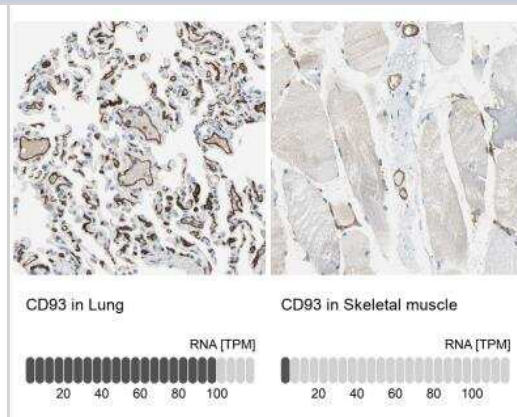 CD93 in Lung
CD93 in Skeletal muscle
RNA [TPM]
RNA [TPM]
20 40 60 80 100
20 40 60 80 100